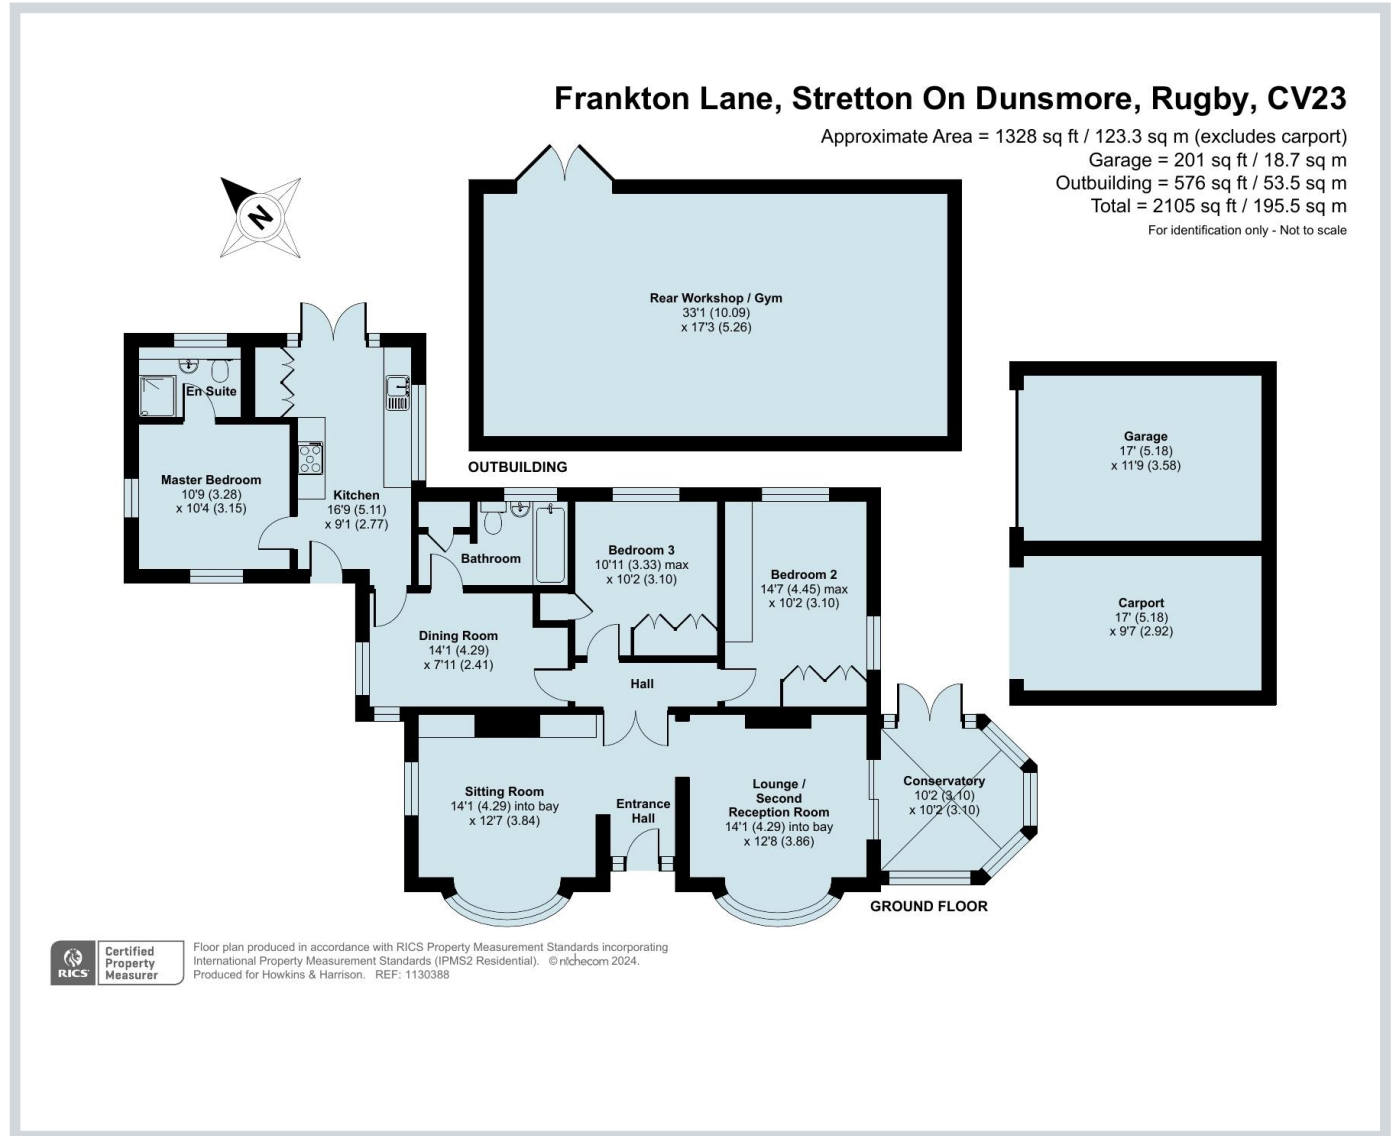 Frankton Lane, Stretton On Dunsmore, Rugby, CV23
Approximate Area = 1328 sq ft / 123.3 sq m (excludes carport)
Garage = 201 sq ft / 18.7 sq m
Outbuilding = 576 sq ft / 53.5 sq m
Total = 2105 sq ft / 195.5 sq m
For identification only - Not to scale
N
Rear Workshop / Gym
33'1 (10.09)
x 17'3 (5.26)
OUTBUILDING
En Suite
Master Bedroom
10'9 (3.28)
x 10'4 (3.15)
Kitchen
16'9 (5.11)
x 9'1 (2.77)
Garage
17' (5.18)
x 11'9 (3.58)
Carport
17' (5.18)
x 9'7 (2.92)
Bathroom
Bedroom 3
10'11 (3.33) max
x 10'2 (3.10)
Bedroom 2
14'7 (4.45) max
x 10'2 (3.10)
Dining Room
14'1 (4.29)
x 7'11 (2.41)
Hall
Sitting Room
14'1 (4.29) into bay
x 12'7 (3.84)
Entrance
Hall
Lounge /
Second
Reception Room
14'1 (4.29) into bay
x 12'8 (3.86)
Conservatory
10'2 (3.10)
x 10'2 (3.10)
GROUND FLOOR
RICS
Certified
Property
Measurer
Floor plan produced in accordance with RICS Property Measurement Standards incorporating
International Property Measurement Standards (IPMS2 Residential). © nichecom 2024.
Produced for Howkins & Harrison. REF: 1130388